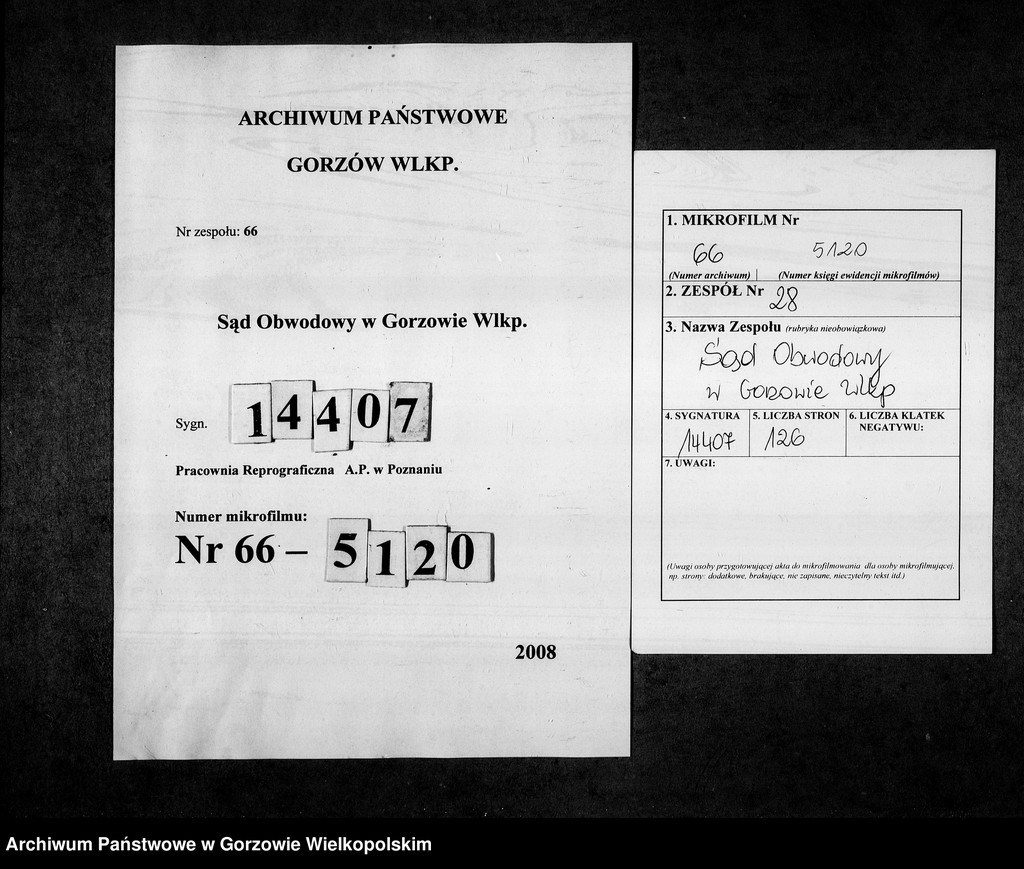 ARCHIWUM PAŃSTWOWE
GORZÓW WLKP.
Nr zespołu: 66
Sąd Obwodowy w Gorzowie Wlkp.
Sygn. 14407
Pracownia Reprograficzna A.P. w Poznaniu
Numer mikrofilmu:
Nr 66 – 5120
2008
1. MIKROFILM Nr
66 5120
(Numer archiwum) (Numer księgi ewidencji mikrofilmów)
2. ZESPÓŁ Nr 28
3. Nazwa Zespołu (rubryka nieobowiązkowa)
Sąd Obwodowy
w Gorzowie Wlkp
4. SYGNATURA 5. LICZBA STRON 6. LICZBA KLATEK
NEGATYWU:
14407 126
7. UWAGI:
(Uwagi osoby przygotowującej akta do mikrofilmowania dla osoby mikrofilmującej,
np. strony: dodatkowe, brakujące, nie zapisane, nieczytelny tekst itd.)
Archiwum Państwowe w Gorzowie Wielkopolskim